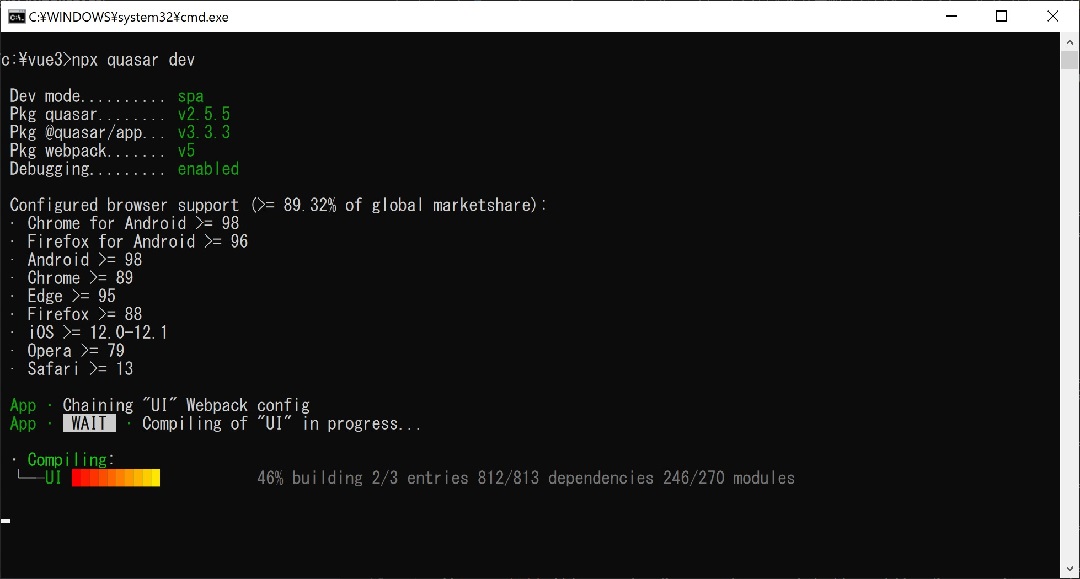 C:¥WINDOWS¥system32¥cmd.exe
c:¥vue3>npx quasar dev
Dev mode.......... spa
Pkg quasar........ v2.5.5
Pkg @quasar/app... v3.3.3
Pkg webpack....... v5
Debugging......... enabled
Configured browser support (>= 89.32% of global marketshare):
· Chrome for Android >= 98
· Firefox for Android >= 96
· Android >= 98
· Chrome >= 89
· Edge >= 95
· Firefox >= 88
· iOS >= 12.0-12.1
· Opera >= 79
· Safari >= 13
App · Chaining "UI" Webpack config
App · WAIT · Compiling of "UI" in progress...
· Compiling:
└──UI 46% building 2/3 entries 812/813 dependencies 246/270 modules